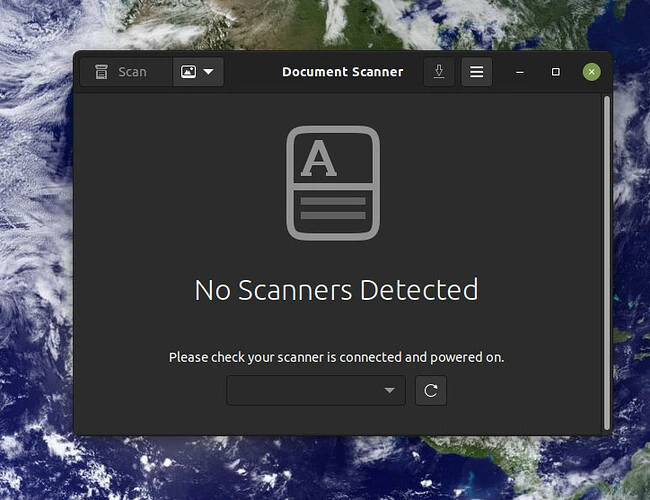 Scan
Document Scanner
A
No Scanners Detected
Please check your scanner is connected and powered on.